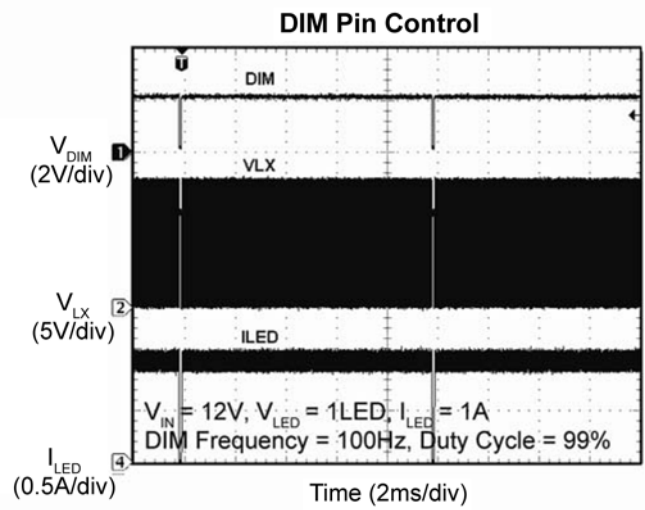 DIM Pin Control
T
DIM
V_DIM
(2V/div)
1
VLX
V_LX
(5V/div)
2
ILED
V_IN = 12V, V_LED = 1LED, I_LED = 1A
DIM Frequency = 100Hz, Duty Cycle = 99%
I_LED
(0.5A/div)
4
Time (2ms/div)